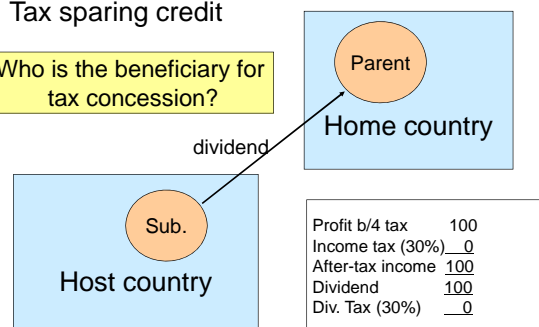 Tax sparing credit
Who is the beneficiary for
tax concession?
Parent
Home country
dividend
Sub.
Host country
Profit b/4 tax 100
Income tax (30%) 0
After-tax income 100
Dividend 100
Div. Tax (30%) 0